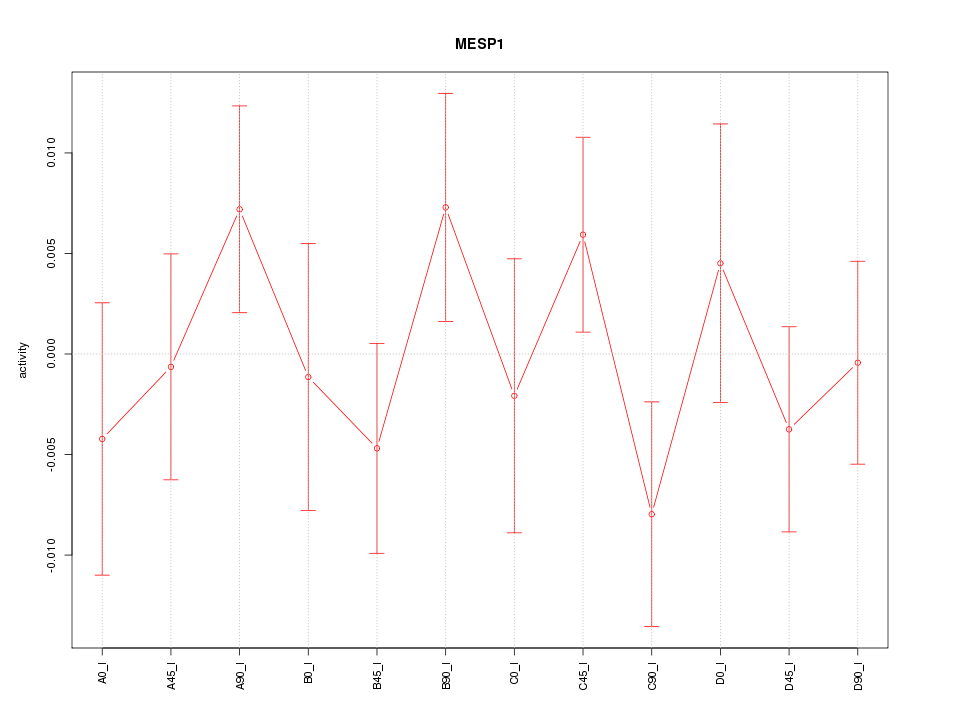 MESP1
activity
0.010
0.005
0.000
-0.005
-0.010
A0_I
A45_I
A90_I
B0_I
B45_I
B90_I
C0_I
C45_I
C90_I
D0_I
D45_I
D90_I